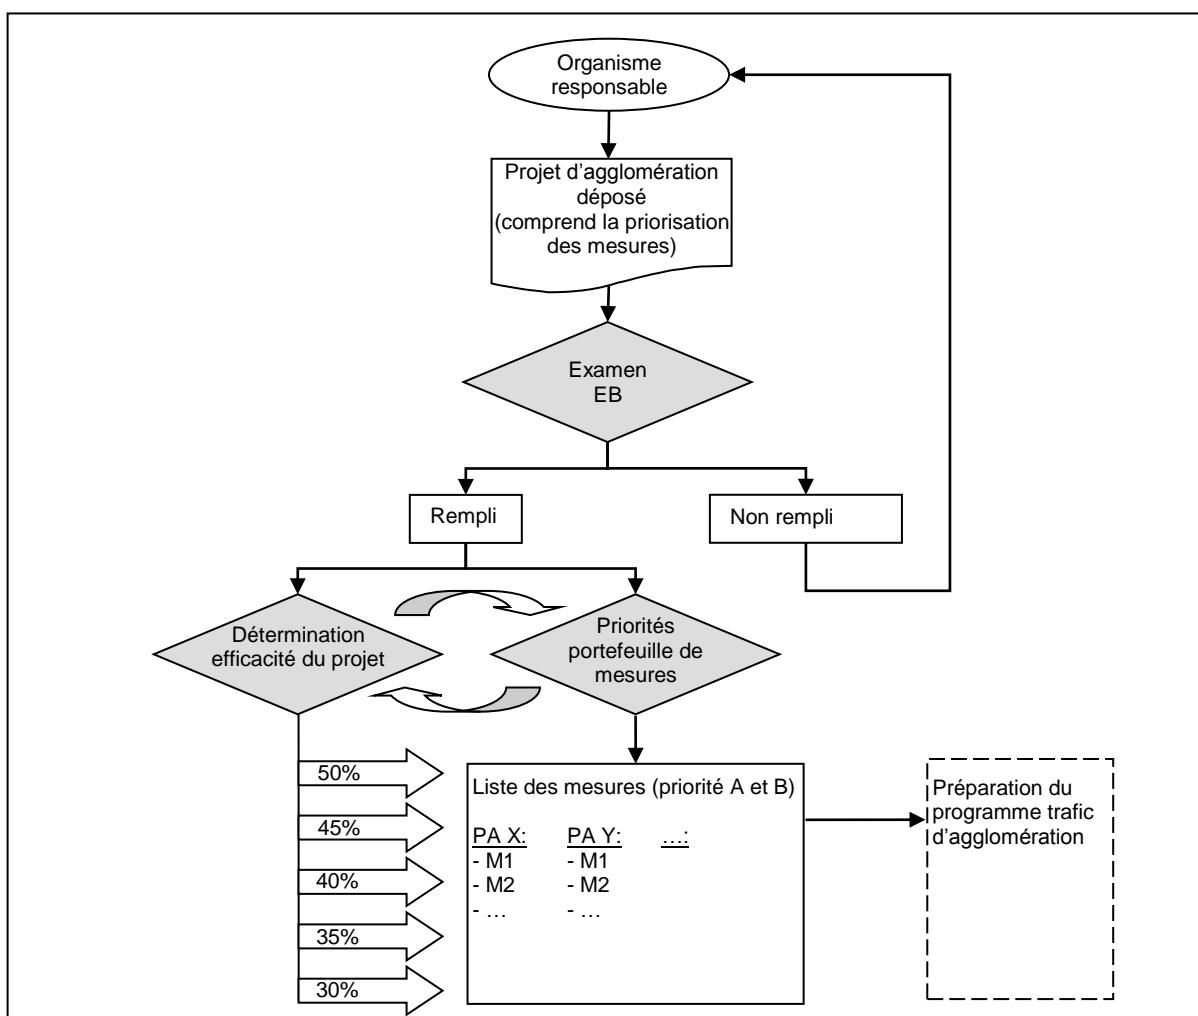 Organisme
responsable
Projet d'agglomération
déposé
(comprend la priorisation
des mesures)
Examen
EB
Rempli
Non rempli
Détermination
efficacité du projet
Priorités
portefeuille de
mesures
50%
45%
40%
35%
30%
Liste des mesures (priorité A et B)
PA X: PA Y: …:
- M1 - M1
- M2 - M2
- … - …
Préparation du
programme trafic
d'agglomération